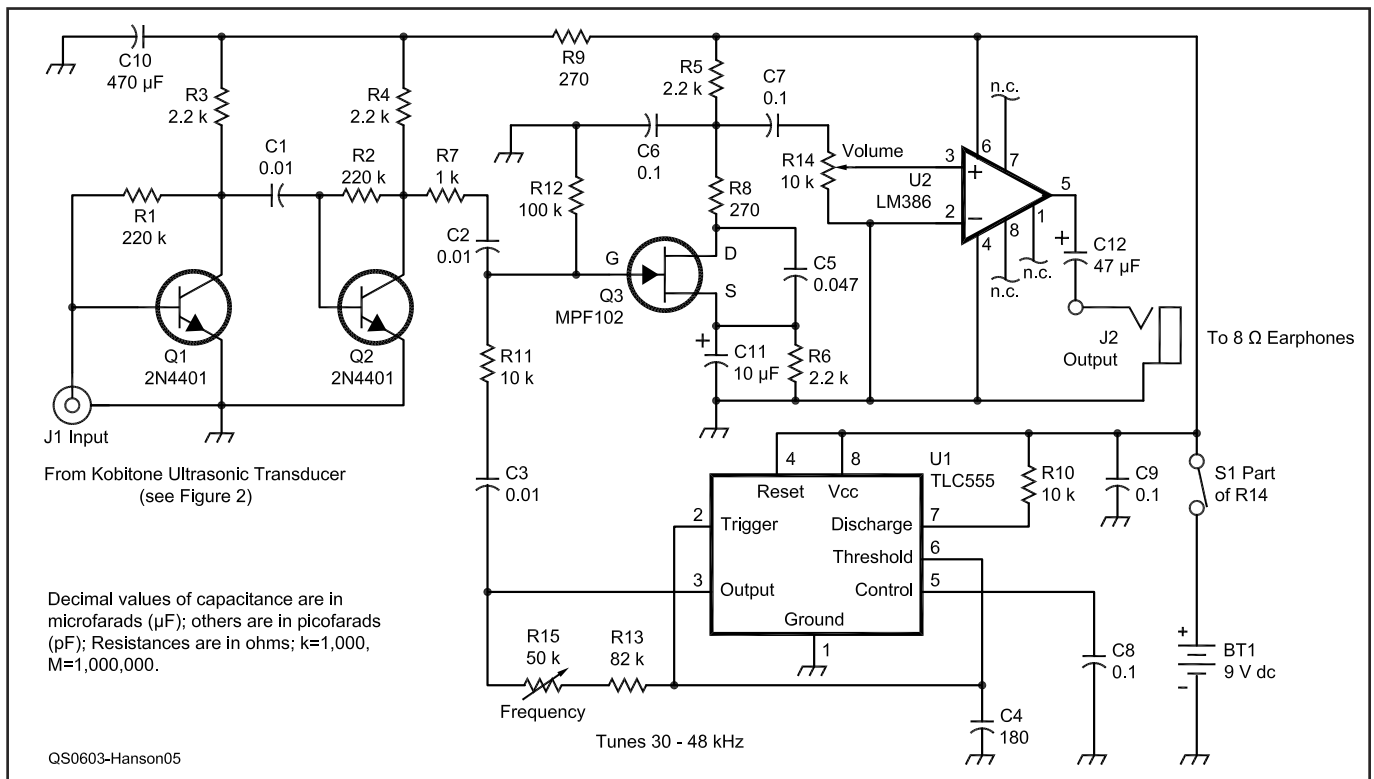 C10
470 µF
R3
2.2 k
R4
2.2 k
R9
270
R5
2.2 k
C7
0.1
n.c.
C1
0.01
R2
220 k
R7
1 k
C6
0.1
R14
10 k
Volume
3
6
7
+
U2
LM386
5
R1
220 k
R12
100 k
R8
270
2
−
1
4
8
n.c.
n.c.
+
C12
47 µF
C2
0.01
G
D
S
Q3
MPF102
C5
0.047
J2
Output
To 8 Ω Earphones
Q1
2N4401
Q2
2N4401
R11
10 k
+
C11
10 µF
R6
2.2 k
J1 Input
From Kobitone Ultrasonic Transducer
(see Figure 2)
C3
0.01
4
8
U1
TLC555
Reset
Vcc
R10
10 k
C9
0.1
S1 Part
of R14
2
Trigger
Discharge
7
Threshold
6
3
Output
Control
5
Ground
1
Decimal values of capacitance are in
microfarads (µF); others are in picofarads
(pF); Resistances are in ohms; k=1,000,
M=1,000,000.
R15
50 k
R13
82 k
Frequency
C8
0.1
+
BT1
9 V dc
−
C4
180
Tunes 30 - 48 kHz
QS0603-Hanson05